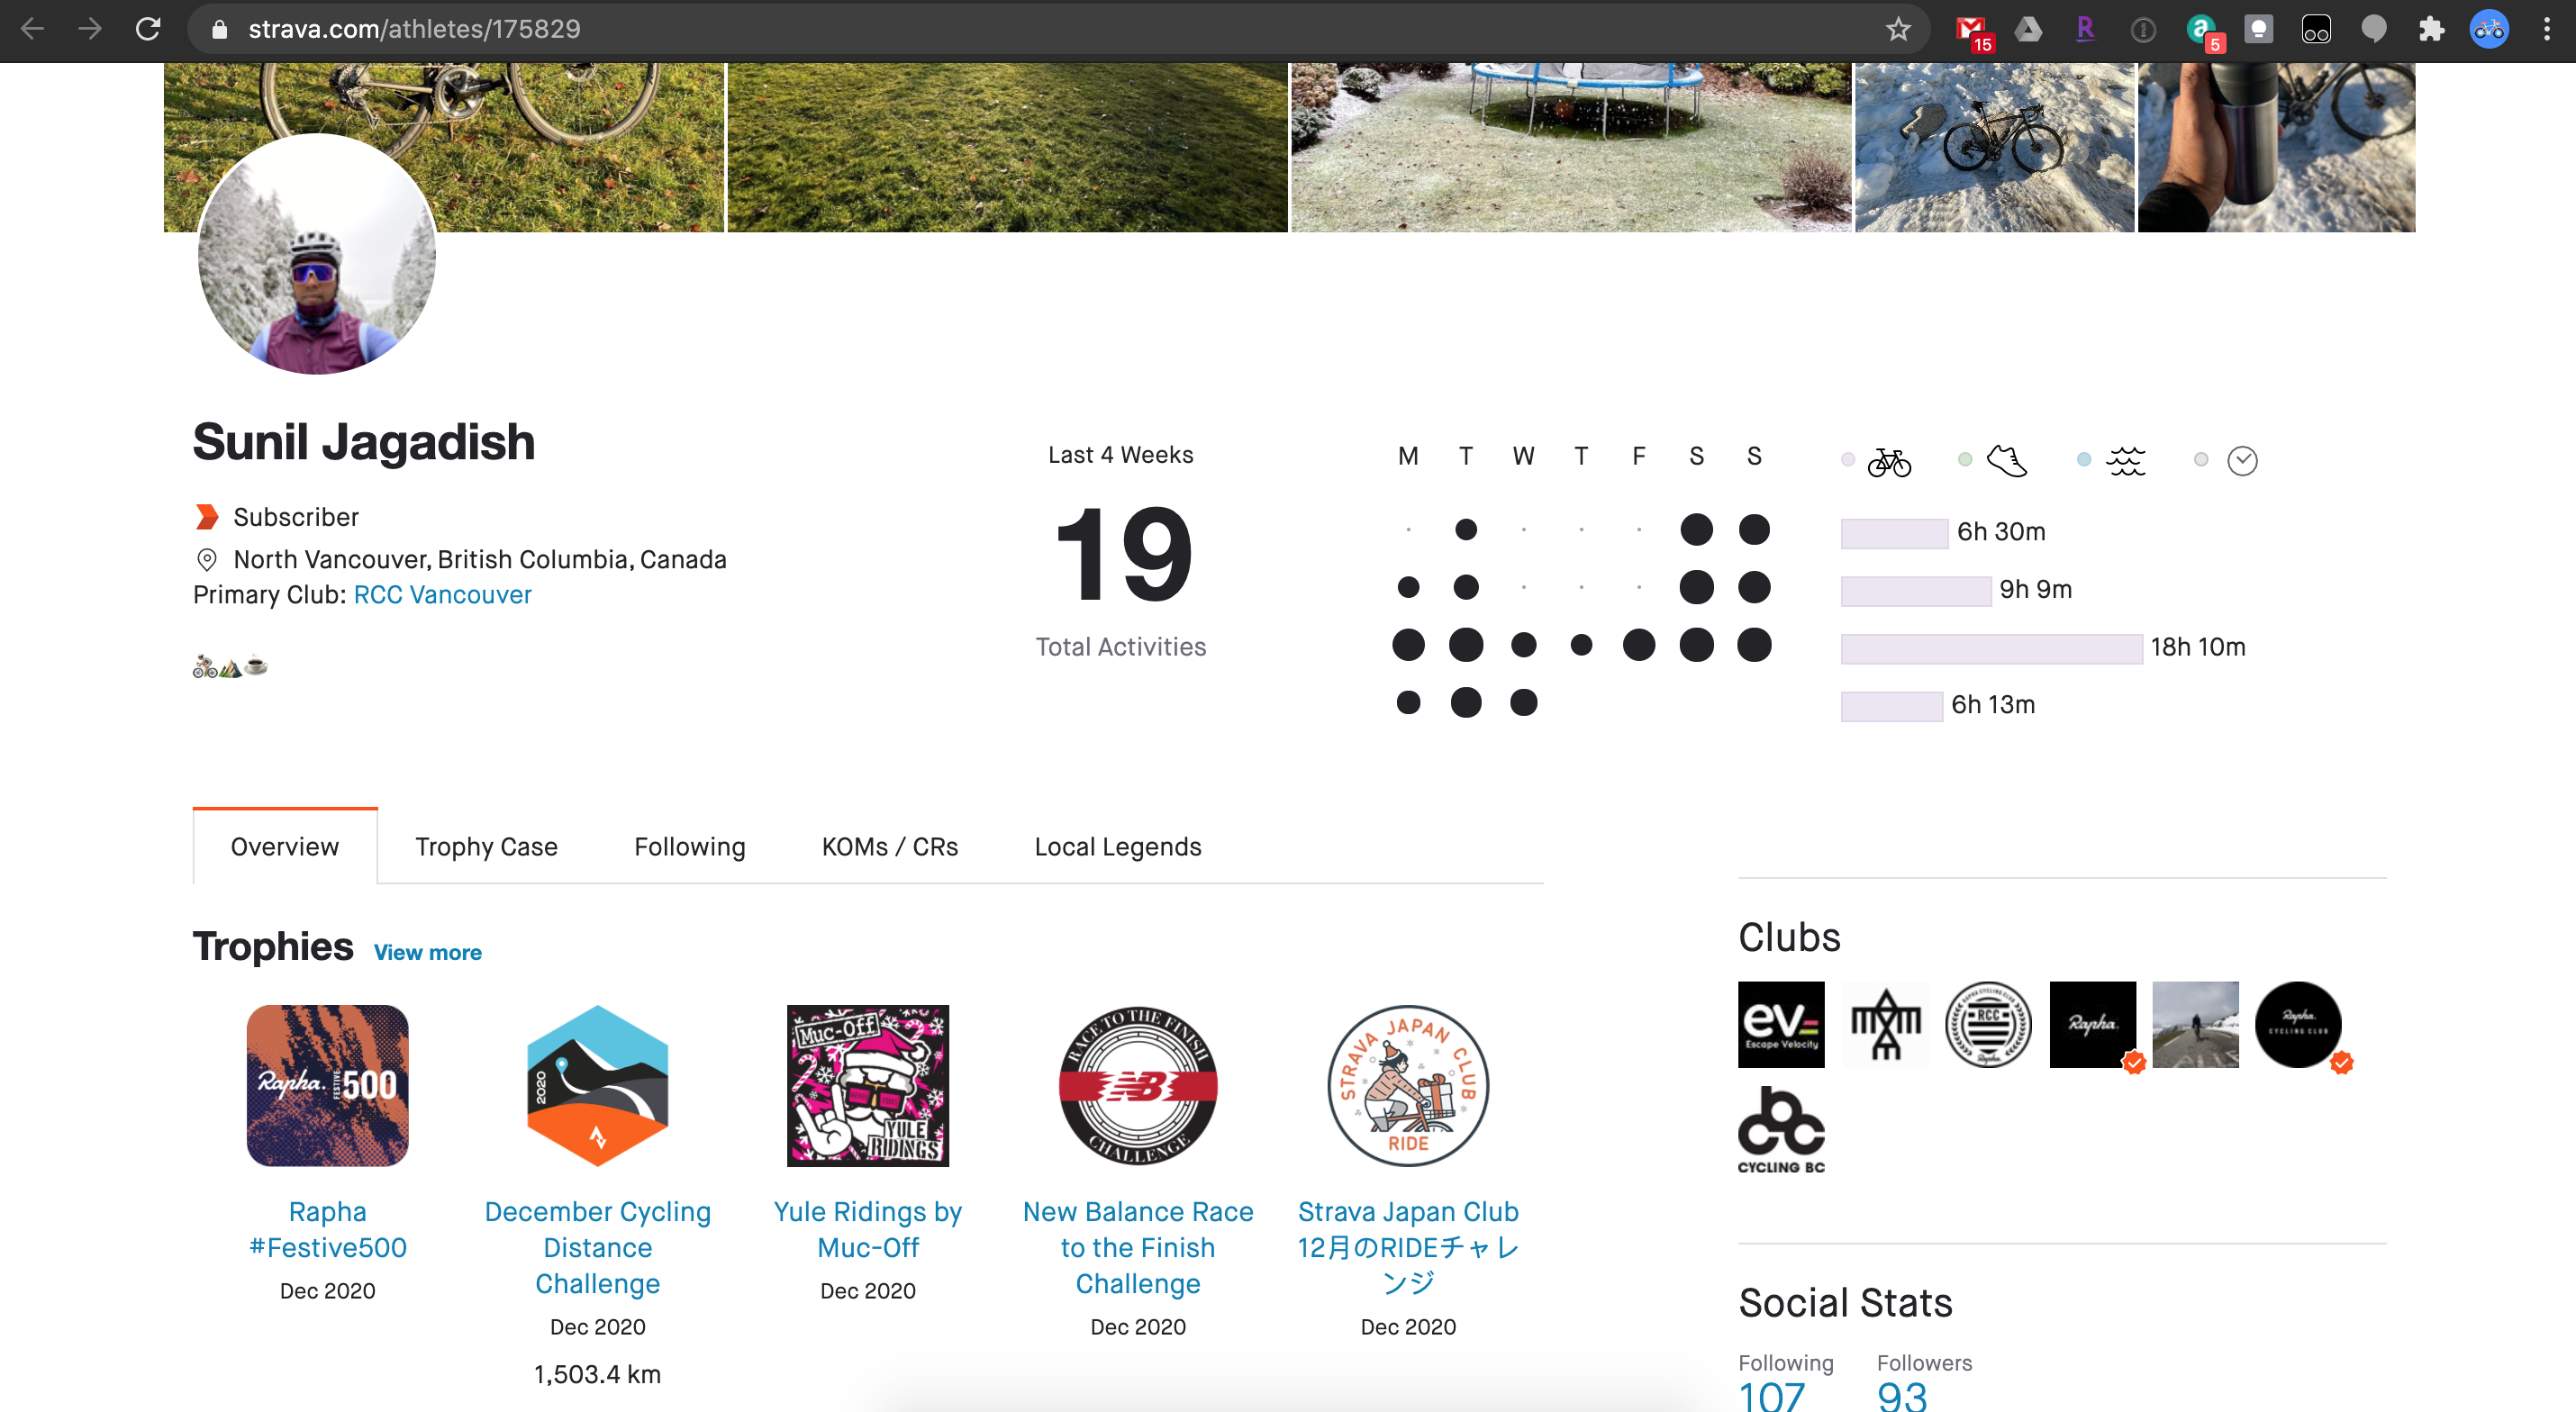 strava.com/athletes/175829
15
5
Sunil Jagadish
Subscriber
North Vancouver, British Columbia, Canada
Primary Club: RCC Vancouver
Last 4 Weeks
19
Total Activities
M T W T F S S
6h 30m
9h 9m
18h 10m
6h 13m
Overview
Trophy Case
Following
KOMs / CRs
Local Legends
Trophies
View more
Rapha.
FESTIVE
500
2020
Muc-Off
YULE
RIDINGS
RACE TO THE FINISH
NB
CHALLENGE
STRAVA JAPAN CLUB
RIDE
Rapha
#Festive500
Dec 2020
December Cycling
Distance
Challenge
Dec 2020
1,503.4 km
Yule Ridings by
Muc-Off
Dec 2020
New Balance Race
to the Finish
Challenge
Dec 2020
Strava Japan Club
12月のRIDEチャレ
ンジ
Dec 2020
Clubs
ev
Escape Velocity
RAPHA CYCLING CLUB
RCC
Rapha.
Rapha.
Rapha.
CYCLING CLUB
CYCLING BC
Social Stats
Following
107
Followers
93